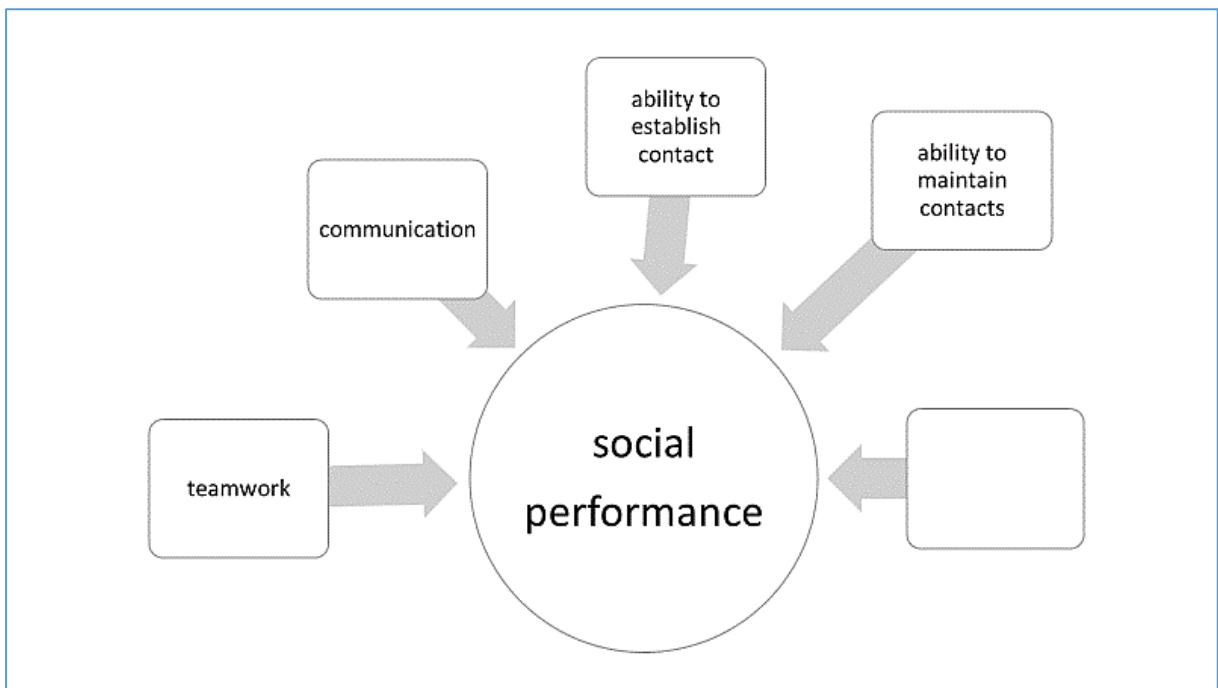 ability to
establish
contact
ability to
maintain
contacts
communication
teamwork
social
performance